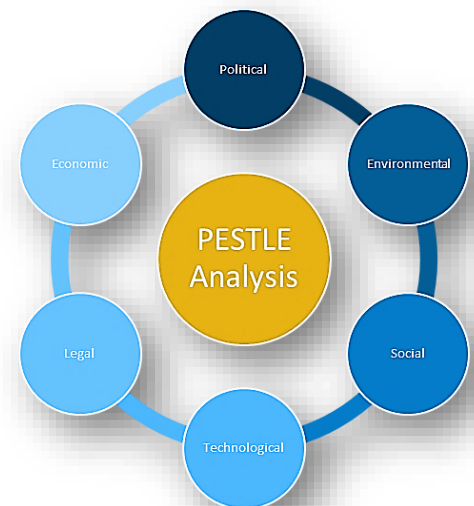 Political
Environmental
Social
Technological
Legal
Economic
PESTLE
Analysis